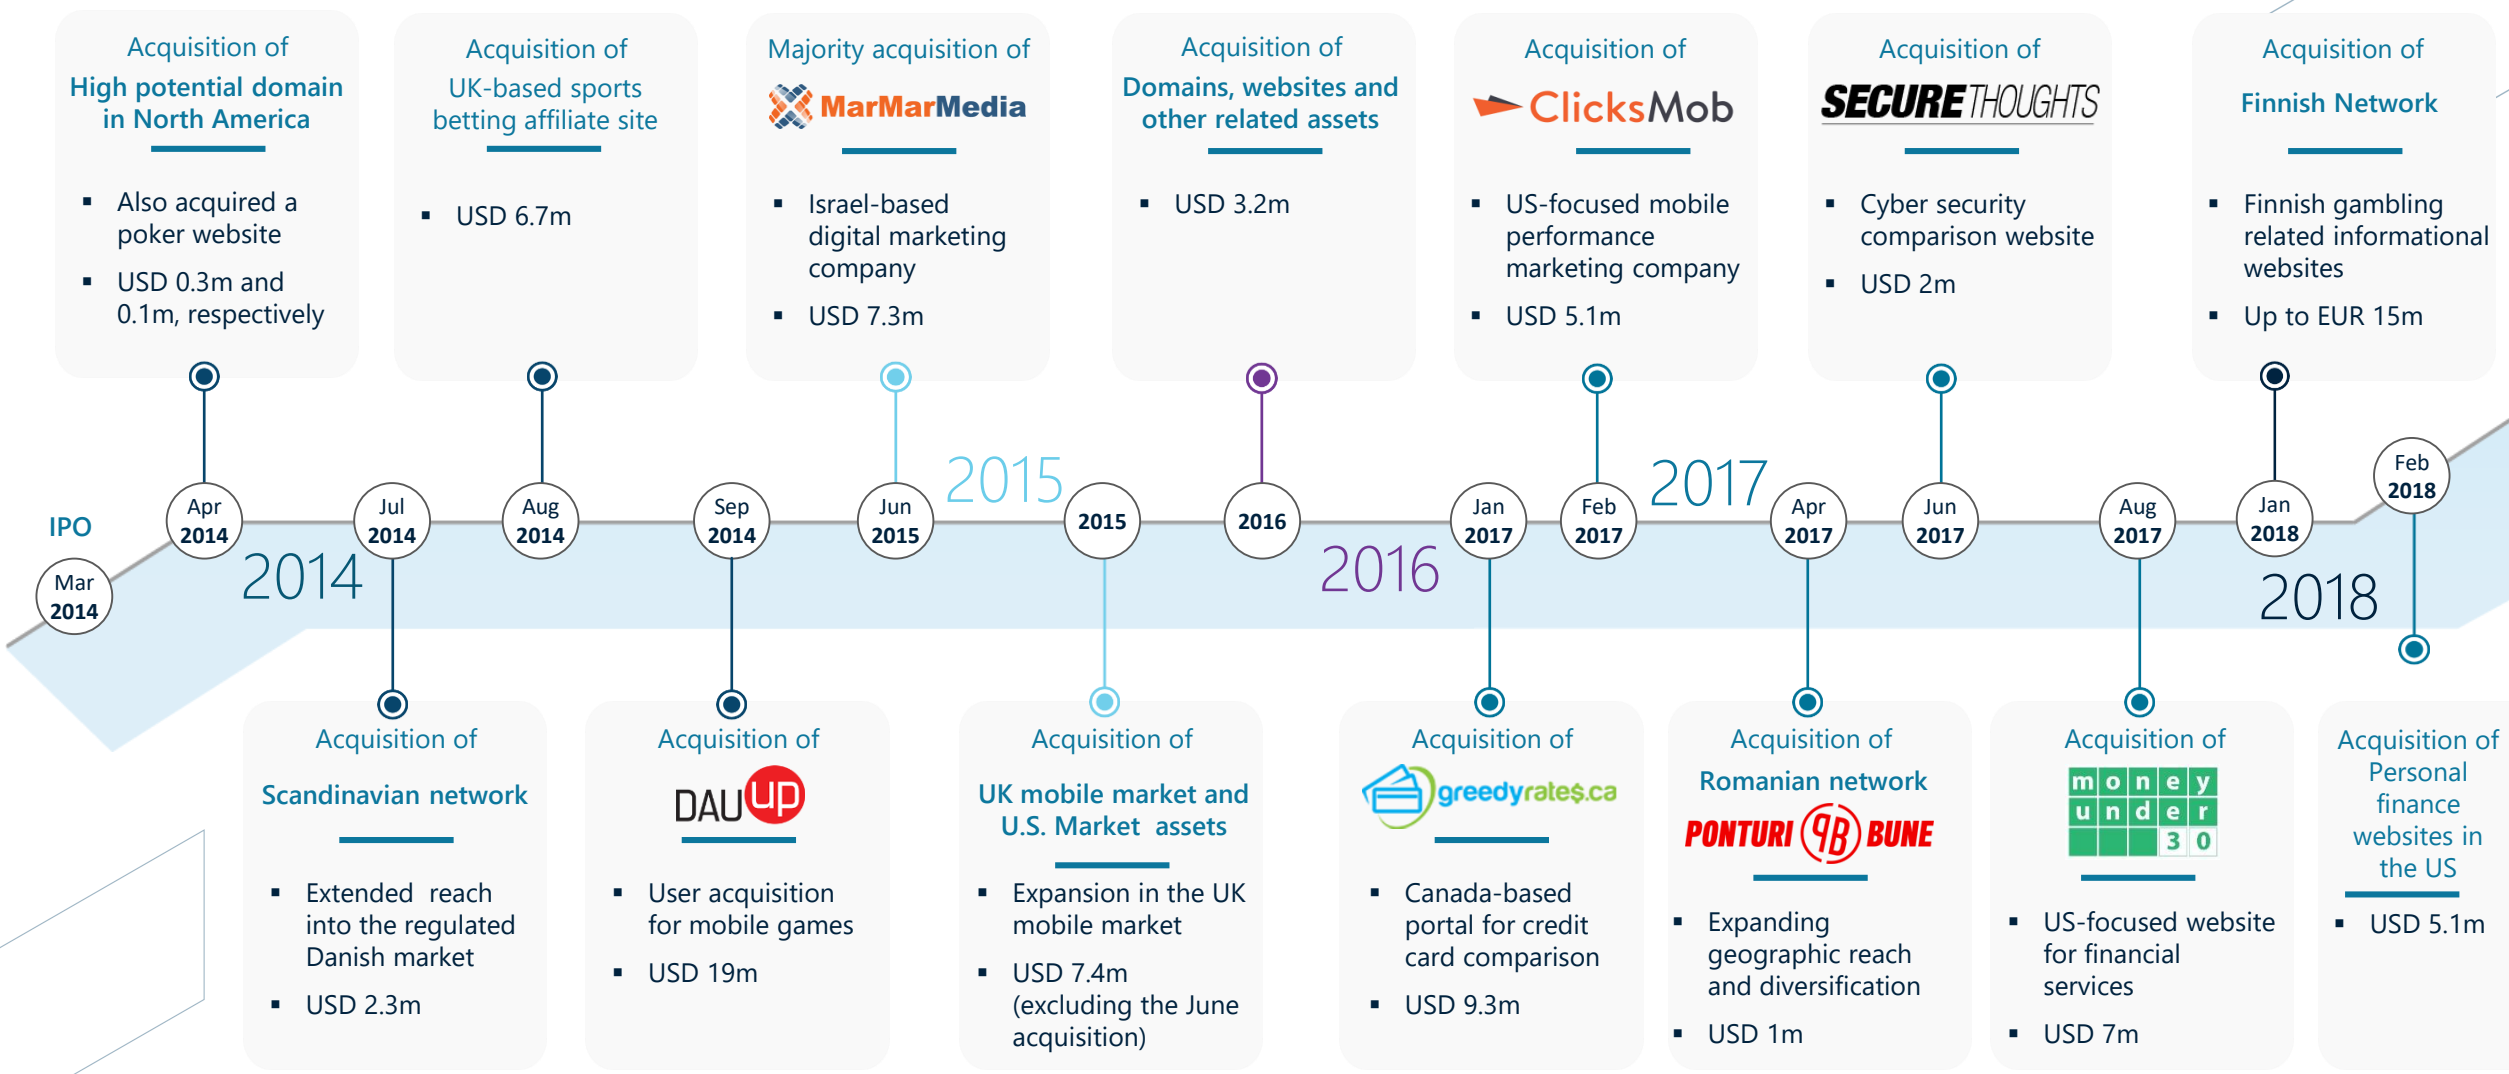 Acquisition of
High potential domain
in North America
▪ Also acquired a
poker website
▪ USD 0.3m and
0.1m, respectively
Acquisition of
UK-based sports
betting affiliate site
▪ USD 6.7m
Majority acquisition of
MarMarMedia
▪ Israel-based
digital marketing
company
▪ USD 7.3m
Acquisition of
Domains, websites and
other related assets
▪ USD 3.2m
Acquisition of
ClicksMob
▪ US-focused mobile
performance
marketing company
▪ USD 5.1m
Acquisition of
SECURETHOUGHTS
▪ Cyber security
comparison website
▪ USD 2m
Acquisition of
Finnish Network
▪ Finnish gambling
related informational
websites
▪ Up to EUR 15m
IPO
Mar
2014
Apr
2014
2014
Jul
2014
Aug
2014
Sep
2014
Jun
2015
2015
2015
2016
2016
Jan
2017
Feb
2017
2017
Apr
2017
Jun
2017
Aug
2017
Jan
2018
2018
Feb
2018
Acquisition of
Scandinavian network
▪ Extended reach
into the regulated
Danish market
▪ USD 2.3m
Acquisition of
DAUUP
▪ User acquisition
for mobile games
▪ USD 19m
Acquisition of
UK mobile market and
U.S. Market assets
▪ Expansion in the UK
mobile market
▪ USD 7.4m
(excluding the June
acquisition)
Acquisition of
greedyrate$.ca
▪ Canada-based
portal for credit
card comparison
▪ USD 9.3m
Acquisition of
Romanian network
PONTURI PB BUNE
▪ Expanding
geographic reach
and diversification
▪ USD 1m
Acquisition of
money
under
30
▪ US-focused website
for financial
services
▪ USD 7m
Acquisition of
Personal
finance
websites in
the US
▪ USD 5.1m